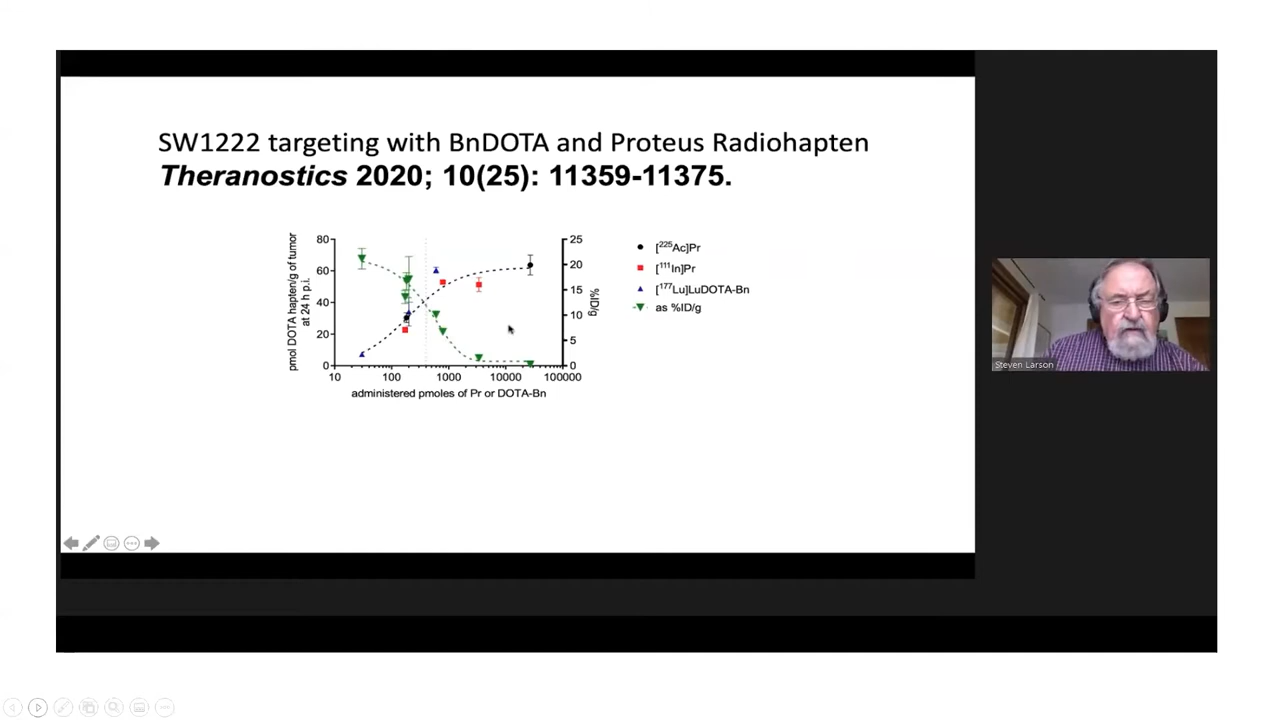 SW1222 targeting with BnDOTA and Proteus Radiohapten
Theranostics 2020; 10(25): 11359-11375.
pmol DOTA hapten/g of tumor
at 24 h p.i.
80
60
40
20
0
25
20
15
10
5
0
%ID/g
10
100
1000
10000
100000
administered pmoles of Pr or DOTA-Bn
[²²⁵Ac]Pr
[¹¹¹In]Pr
[¹⁷⁷Lu]LuDOTA-Bn
as %ID/g
Steven Larson